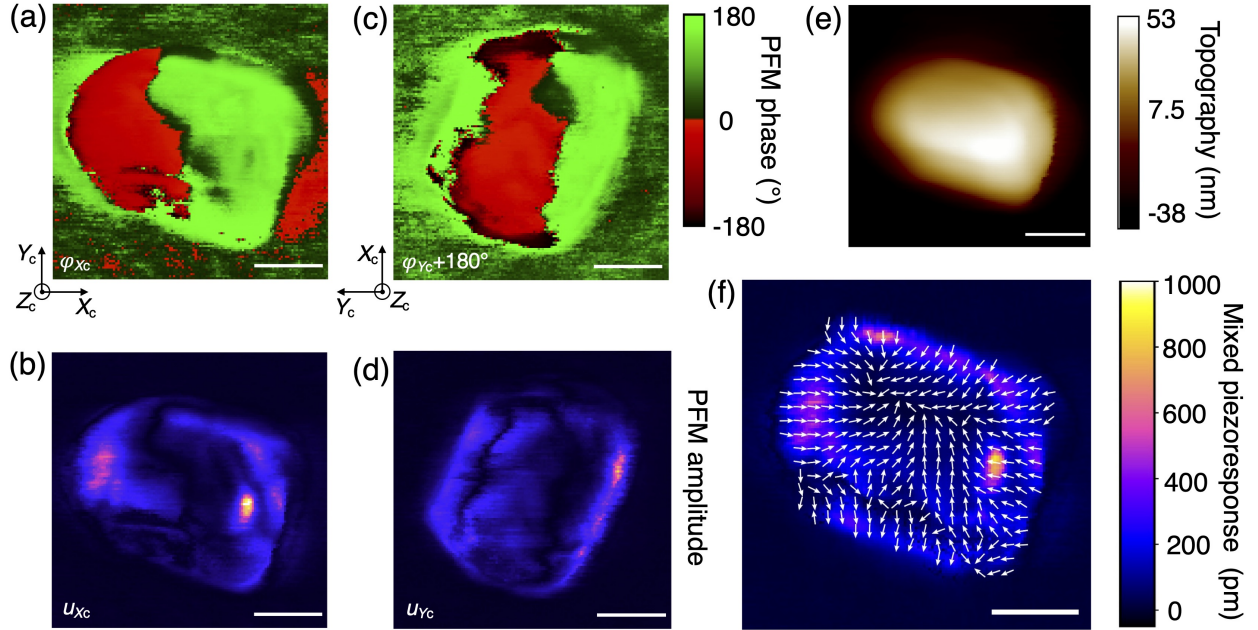 (a)
φXc
Yc
Zc
Xc
(c)
φYc+180°
Xc
Yc
Zc
180
0
-180
PFM phase (°)
(e)
53
7.5
-38
Topography (nm)
(b)
uXc
(d)
uYc
PFM amplitude
(f)
1000
800
600
400
200
0
Mixed piezoresponse (pm)